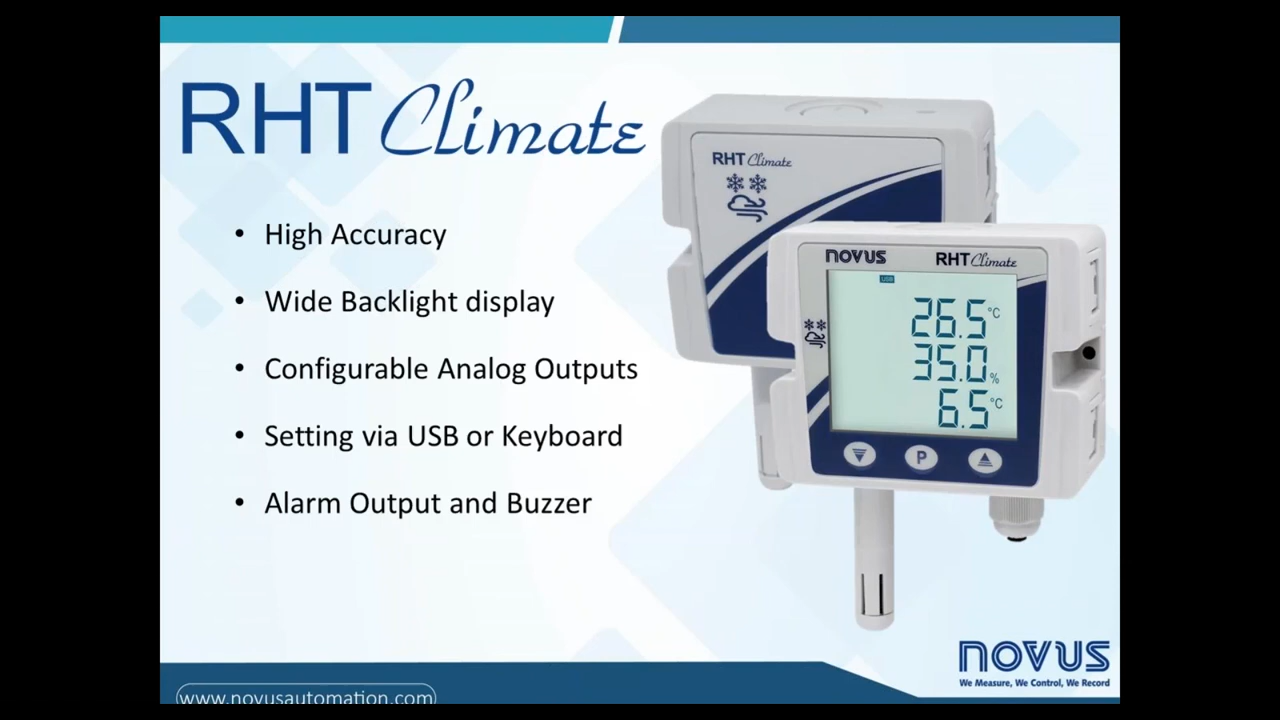 RHT Climate
• High Accuracy
• Wide Backlight display
• Configurable Analog Outputs
• Setting via USB or Keyboard
• Alarm Output and Buzzer
RHT Climate
novus RHT Climate
USB
26.5 °C
35.0 %
6.5 °C
P
novus
We Measure, We Control, We Record
www.novusautomation.com